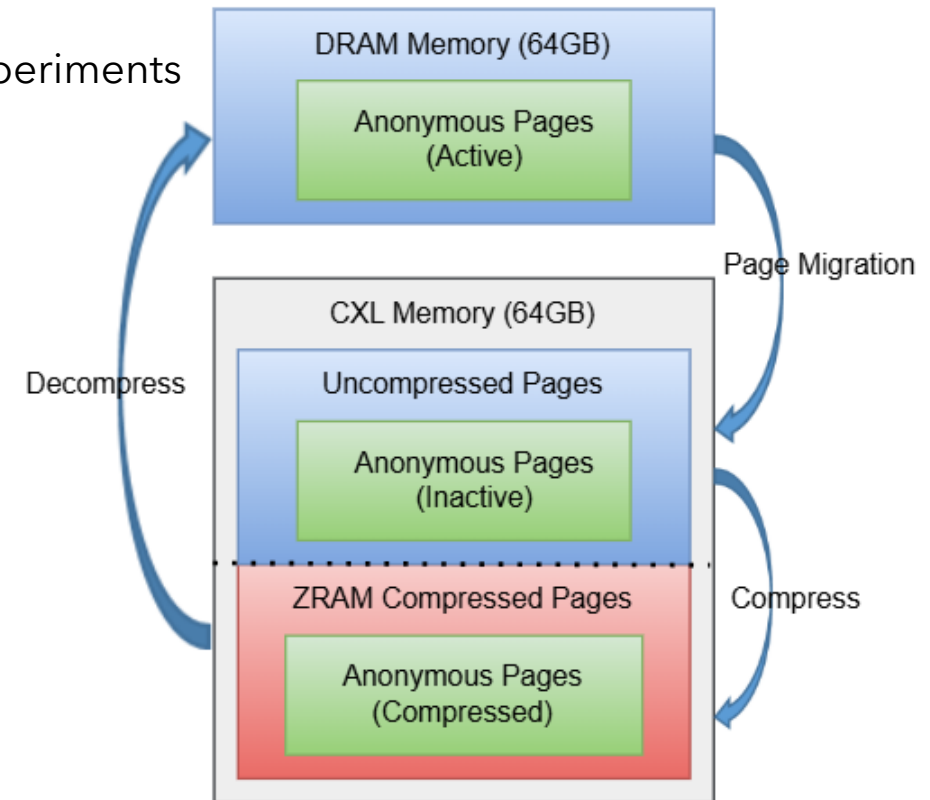 periments
DRAM Memory (64GB)
Anonymous Pages
(Active)
Page Migration
CXL Memory (64GB)
Decompress
Uncompressed Pages
Anonymous Pages
(Inactive)
ZRAM Compressed Pages
Compress
Anonymous Pages
(Compressed)